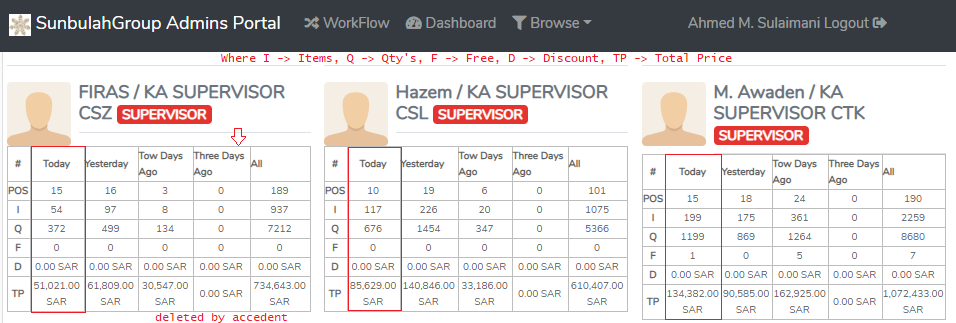 SunbulahGroup Admins Portal WorkFlow Dashboard Browse Ahmed M. Sulaimani Logout
Where I -> Items, Q -> Qty's, F -> Free, D -> Discount, TP -> Total Price
FIRAS / KA SUPERVISOR
CSZ SUPERVISOR
# Today Yesterday Tow Days Ago Three Days Ago All
POS 15 16 3 0 189
I 54 97 8 0 937
Q 372 499 134 0 7212
F 0 0 0 0 0
D 0.00 SAR 0.00 SAR 0.00 SAR 0.00 SAR 0.00 SAR
TP 51,021.00 SAR 61,809.00 SAR 30,547.00 SAR 0.00 SAR 734,643.00 SAR
deleted by accedent
Hazem / KA SUPERVISOR
CSL SUPERVISOR
# Today Yesterday Tow Days Ago Three Days Ago All
POS 10 19 6 0 101
I 117 226 20 0 1075
Q 676 1454 347 0 5366
F 0 0 0 0 0
D 0.00 SAR 0.00 SAR 0.00 SAR 0.00 SAR 0.00 SAR
TP 85,629.00 SAR 140,846.00 SAR 33,186.00 SAR 0.00 SAR 610,407.00 SAR
M. Awaden / KA
SUPERVISOR CTK
SUPERVISOR
# Today Yesterday Tow Days Ago Three Days Ago All
POS 15 18 24 0 190
I 199 175 361 0 2259
Q 1199 869 1264 0 8680
F 1 0 5 0 7
D 0.00 SAR 0.00 SAR 0.00 SAR 0.00 SAR 0.00 SAR
TP 134,382.00 SAR 90,585.00 SAR 162,925.00 SAR 0.00 SAR 1,072,433.00 SAR